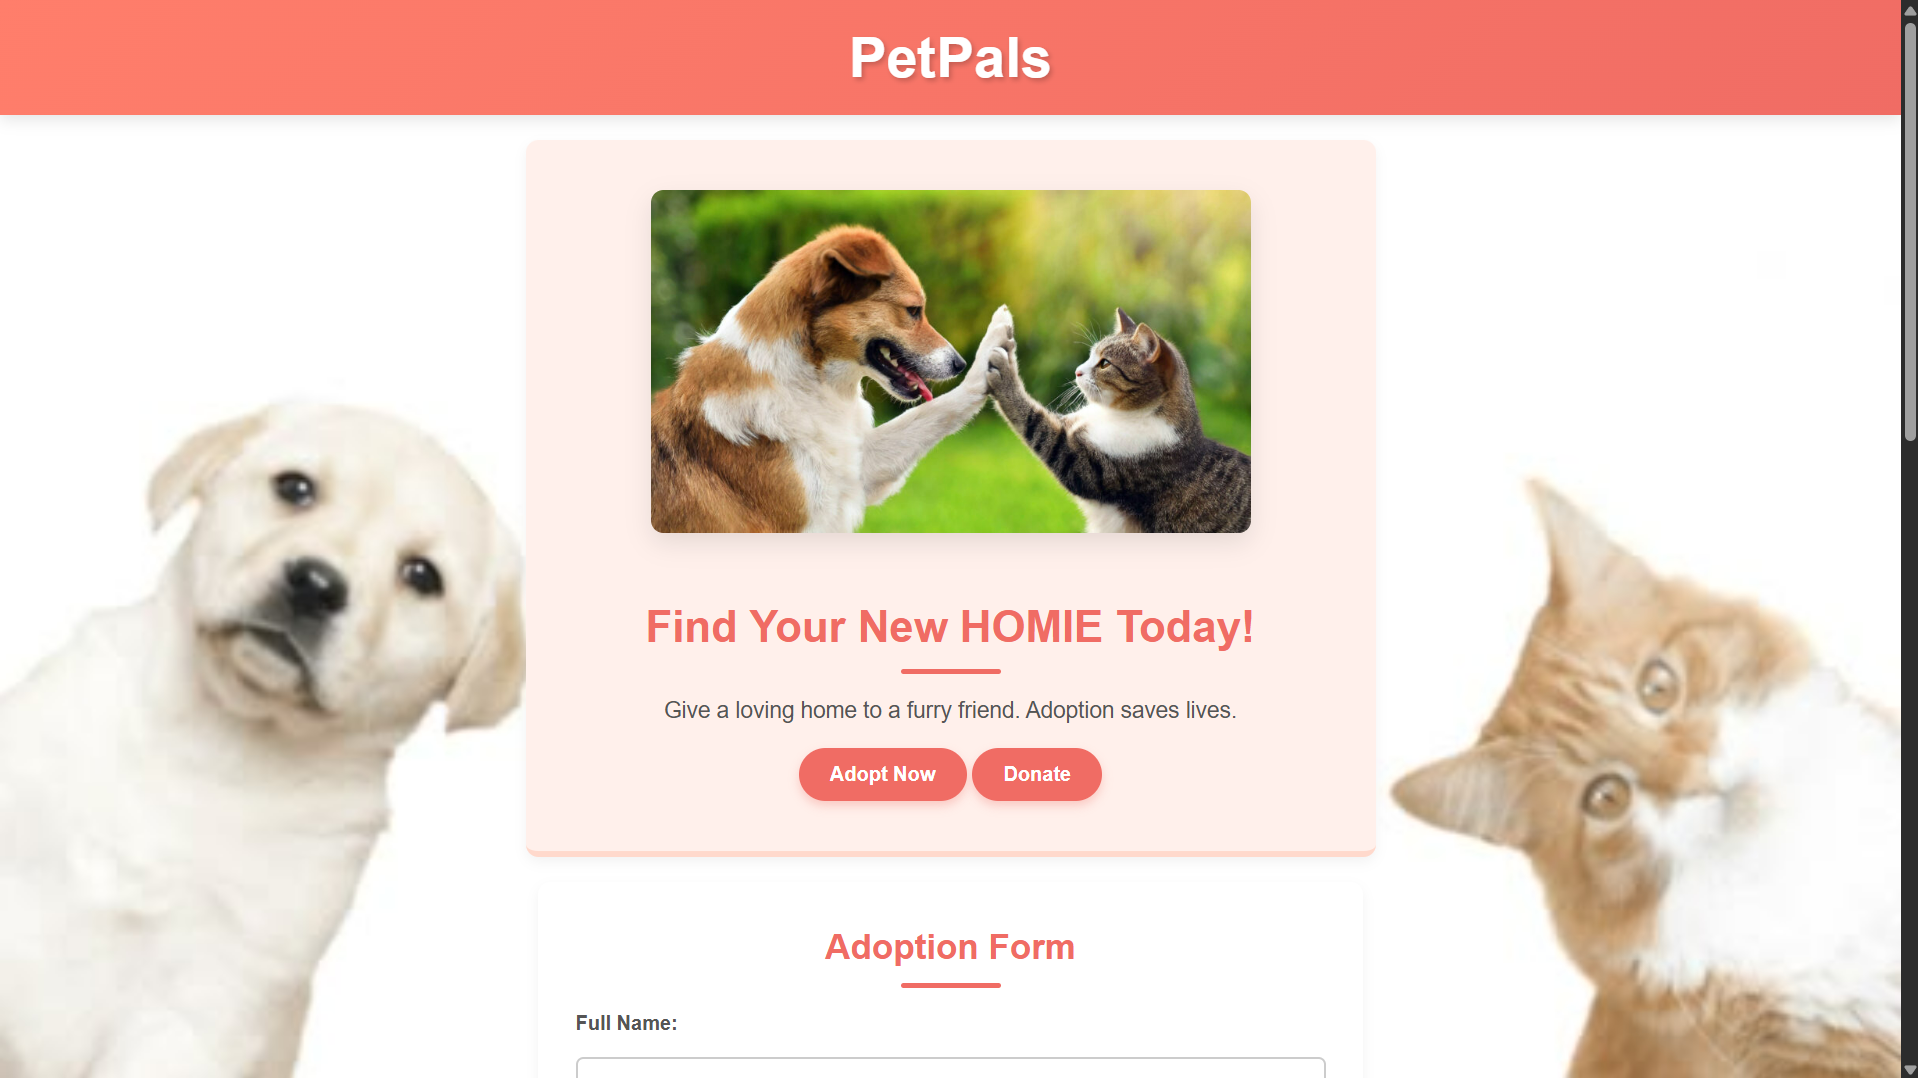 PetPals
Find Your New HOMIE Today!
Give a loving home to a furry friend. Adoption saves lives.
Adopt Now
Donate
Adoption Form
Full Name: